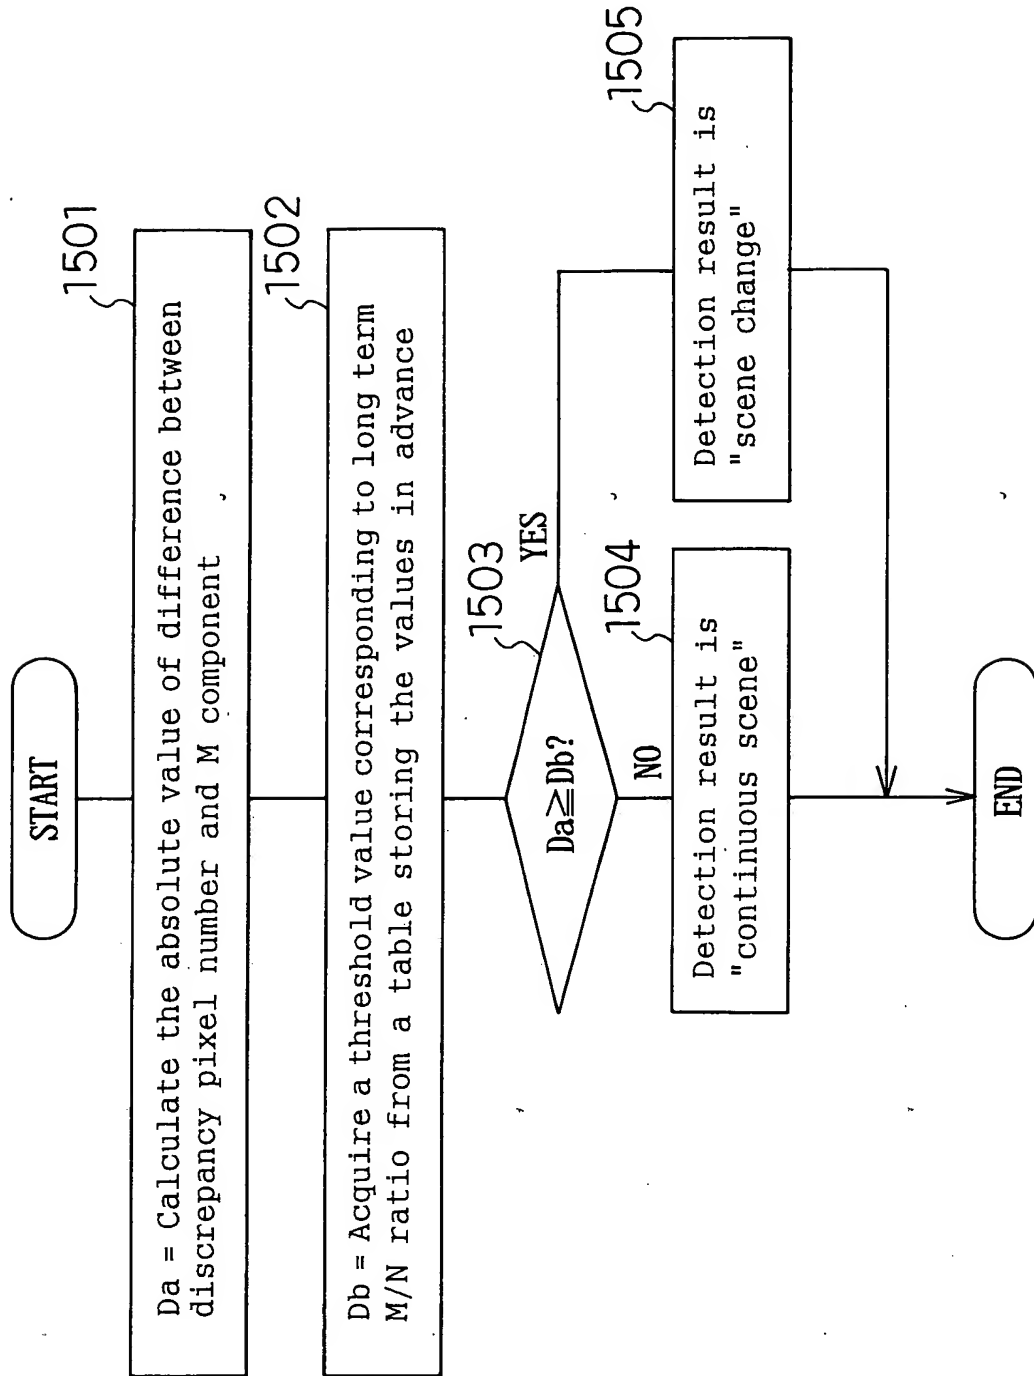 START
1501
Da = Calculate the absolute value of difference between
discrepancy pixel number and M component
1502
Db = Acquire a threshold value corresponding to long term
M/N ratio from a table storing the values in advance
1503
Da≧Db?
YES
NO
1504
Detection result is
"continuous scene"
1505
Detection result is
"scene change"
END